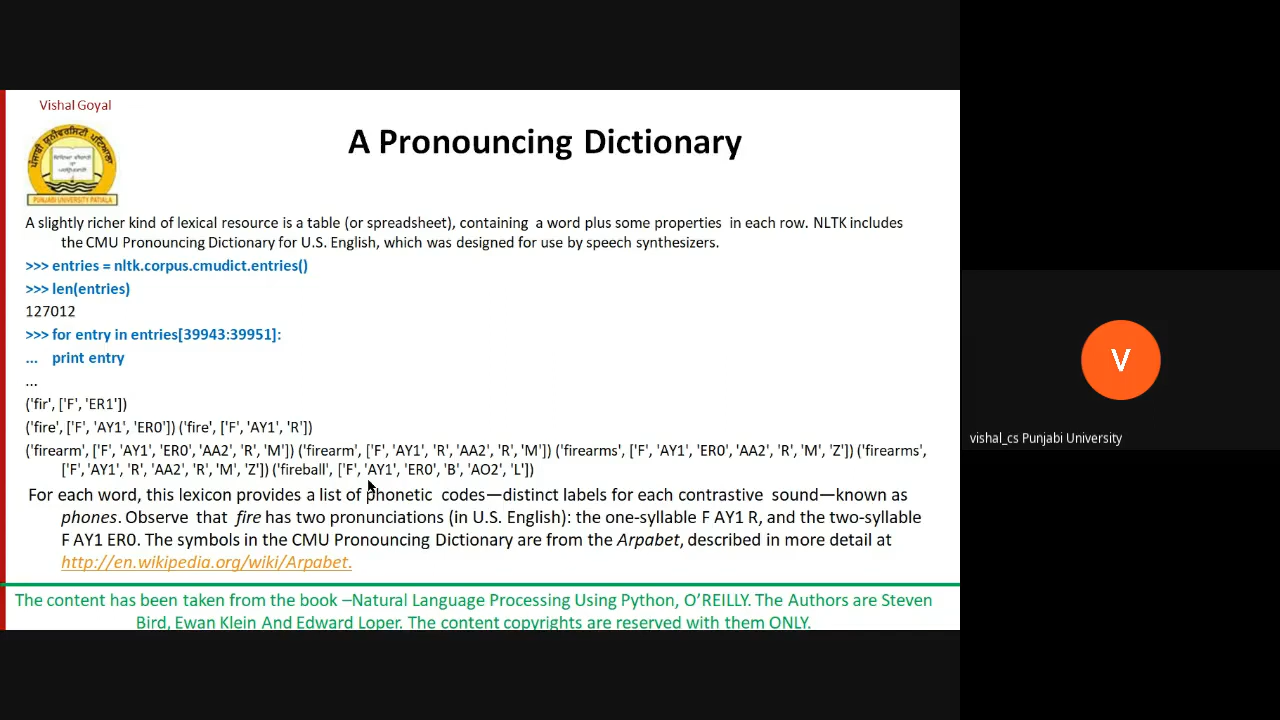 Vishal Goyal
A Pronouncing Dictionary
PUNJABI UNIVERSITY PATIALA
A slightly richer kind of lexical resource is a table (or spreadsheet), containing a word plus some properties in each row. NLTK includes
the CMU Pronouncing Dictionary for U.S. English, which was designed for use by speech synthesizers.
>>> entries = nltk.corpus.cmudict.entries()
>>> len(entries)
127012
>>> for entry in entries[39943:39951]:
... print entry
...
('fir', ['F', 'ER1'])
('fire', ['F', 'AY1', 'ER0']) ('fire', ['F', 'AY1', 'R'])
('firearm', ['F', 'AY1', 'ER0', 'AA2', 'R', 'M']) ('firearm', ['F', 'AY1', 'R', 'AA2', 'R', 'M']) ('firearms', ['F', 'AY1', 'ER0', 'AA2', 'R', 'M', 'Z']) ('firearms',
['F', 'AY1', 'R', 'AA2', 'R', 'M', 'Z']) ('fireball', ['F', 'AY1', 'ER0', 'B', 'AO2', 'L'])
For each word, this lexicon provides a list of phonetic codes—distinct labels for each contrastive sound—known as
phones. Observe that fire has two pronunciations (in U.S. English): the one-syllable F AY1 R, and the two-syllable
F AY1 ER0. The symbols in the CMU Pronouncing Dictionary are from the Arpabet, described in more detail at
http://en.wikipedia.org/wiki/Arpabet.
The content has been taken from the book –Natural Language Processing Using Python, O'REILLY. The Authors are Steven
Bird, Ewan Klein And Edward Loper. The content copyrights are reserved with them ONLY.
V
vishal_cs Punjabi University